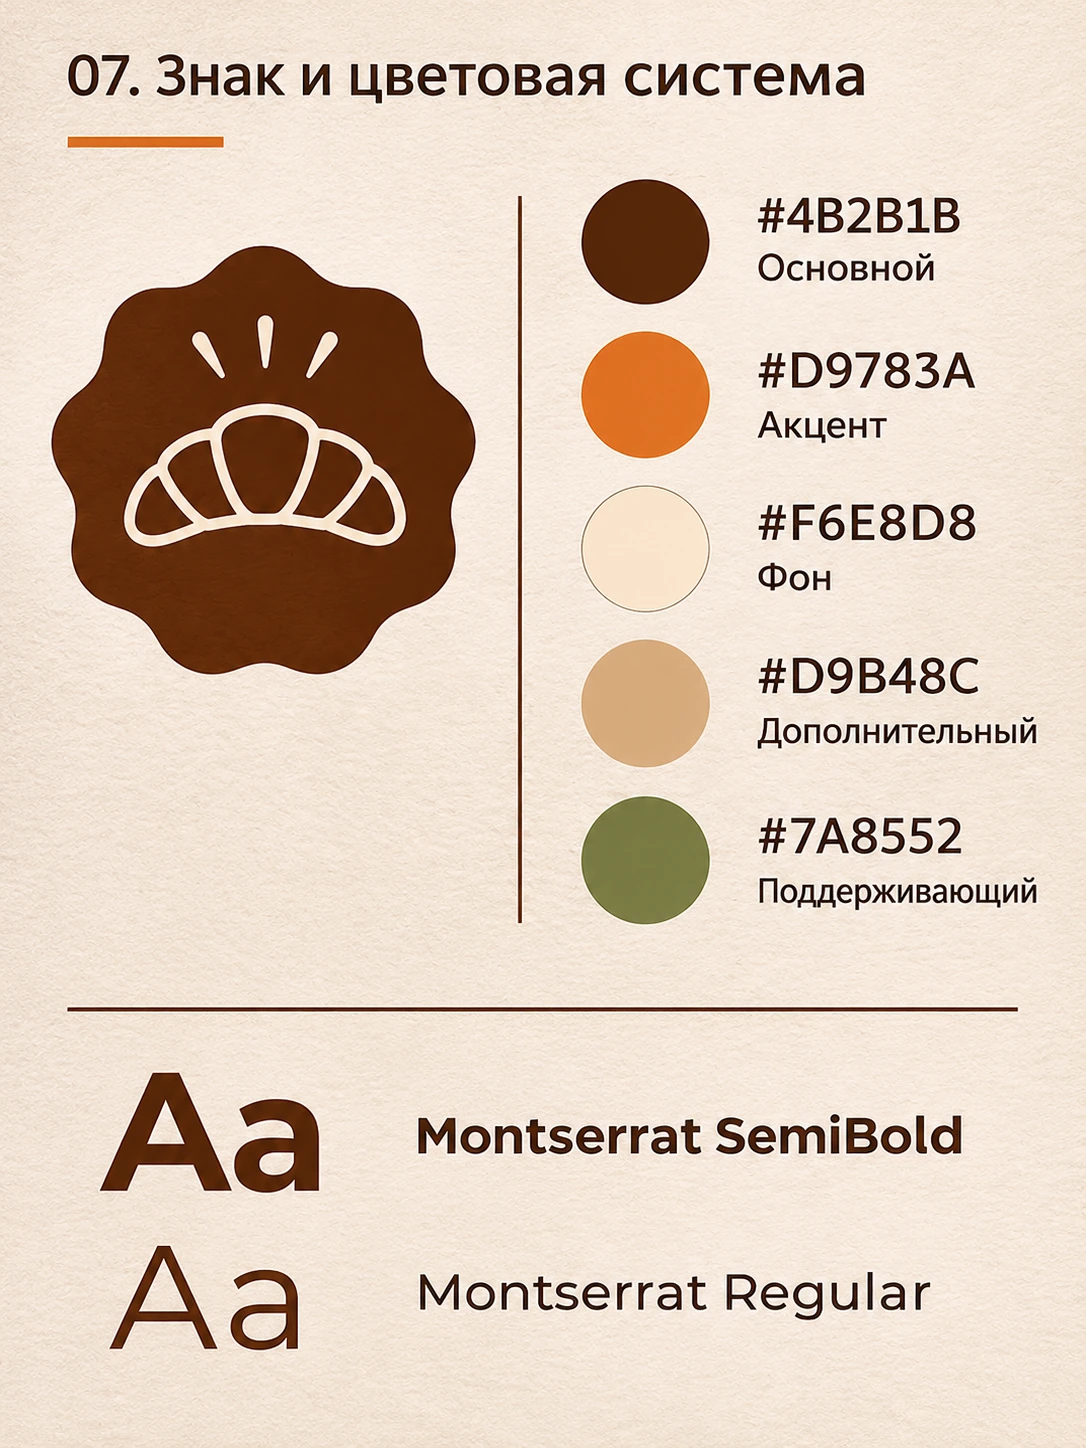 07. Знак и цветовая система
#4B2B1B
Основной
#D9783A
Акцент
#F6E8D8
Фон
#D9B48C
Дополнительный
#7A8552
Поддерживающий
Aa
Montserrat SemiBold
Aa
Montserrat Regular